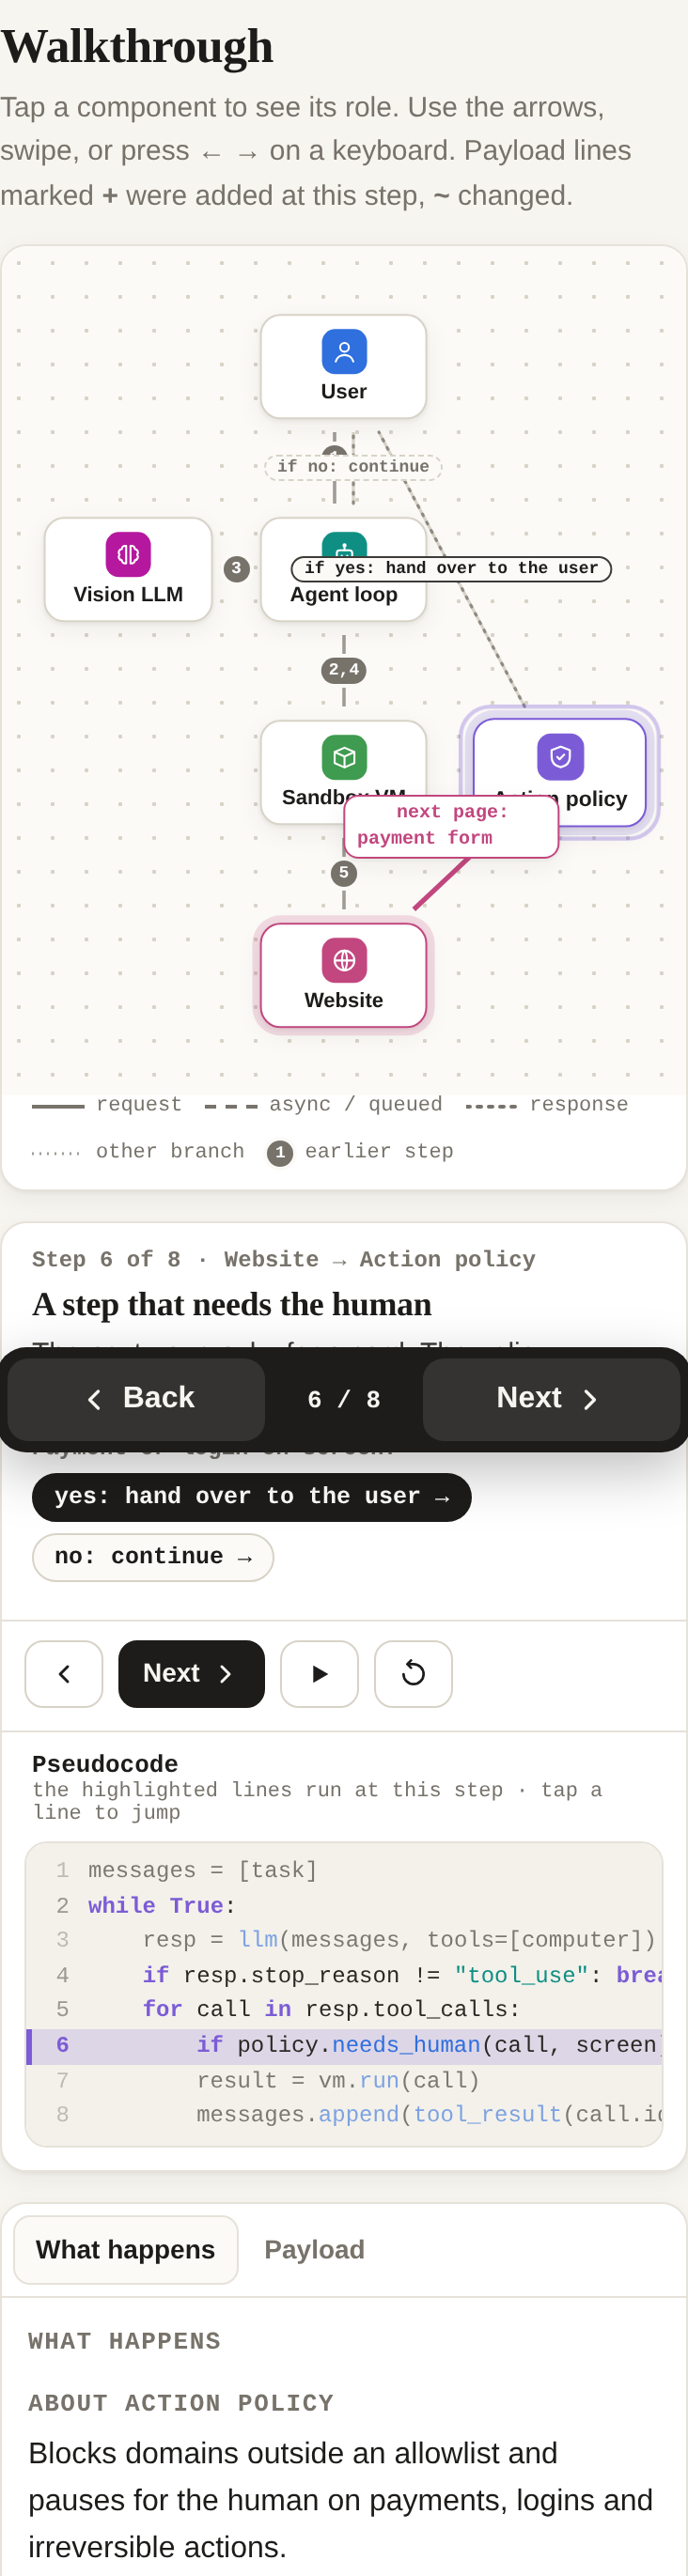 Walkthrough
Tap a component to see its role. Use the arrows,
swipe, or press ← → on a keyboard. Payload lines
marked + were added at this step, ~ changed.
User
if no: continue
Vision LLM
3
Agent loop
if yes: hand over to the user
2,4
Sandbox VM
Action policy
next page:
payment form
5
Website
request
async / queued
response
other branch
1 earlier step
Step 6 of 8 · Website → Action policy
A step that needs the human
Back
6 / 8
Next
yes: hand over to the user →
no: continue →
Next
Pseudocode
the highlighted lines run at this step · tap a
line to jump
1 messages = [task]
2 while True:
3 resp = llm(messages, tools=[computer])
4 if resp.stop_reason != "tool_use": brea
5 for call in resp.tool_calls:
6 if policy.needs_human(call, screen
7 result = vm.run(call)
8 messages.append(tool_result(call.id
What happens
Payload
WHAT HAPPENS
ABOUT ACTION POLICY
Blocks domains outside an allowlist and
pauses for the human on payments, logins and
irreversible actions.